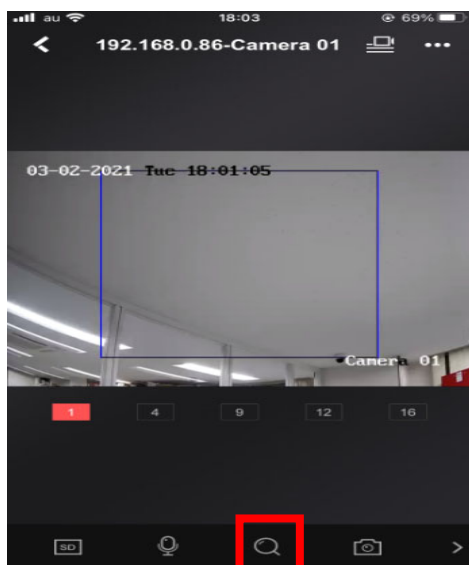 au 18:03 69%
192.168.0.86-Camera 01
03-02-2021 Tue 18:01:05
Camera 01
1 4 9 12 16
SD